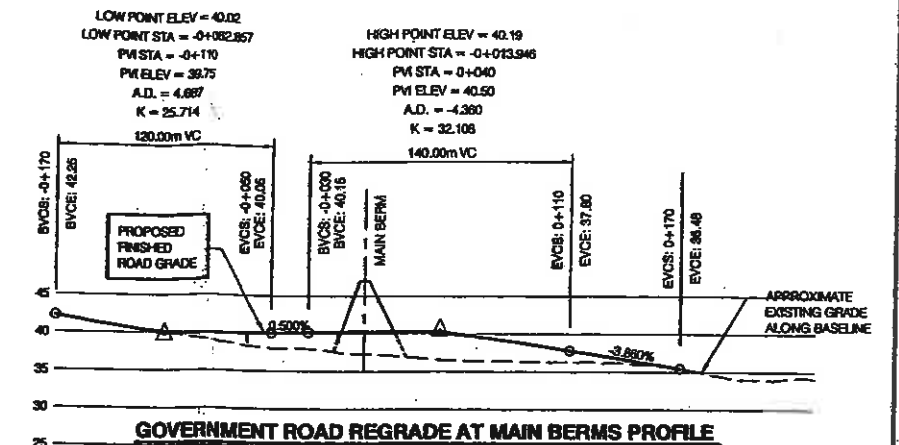 LOW POINT ELEV = 40.02
LOW POINT STA = -0+082.857
PVI STA = -0+110
PVI ELEV = 39.75
A.D. = 4.667
K = 25.714
120.00m VC
HIGH POINT ELEV = 40.19
HIGH POINT STA = -0+013.946
PVI STA = 0+040
PVI ELEV = 40.50
A.D. = -4.360
K = 32.108
140.00m VC
BVCS: -0+170
BVCE: 42.25
EVCS: -0+050
EVCE: 40.05
BVCS: -0+030
BVCE: 40.15
MAIN BERM
EVCS: 0+110
EVCE: 37.80
EVCS: 0+170
EVCE: 35.48
PROPOSED
FINISHED
ROAD GRADE
APPROXIMATE
EXISTING GRADE
ALONG BASELINE
45
40
35
30
25
0.500%
-3.860%
GOVERNMENT ROAD REGRADE AT MAIN BERMS PROFILE